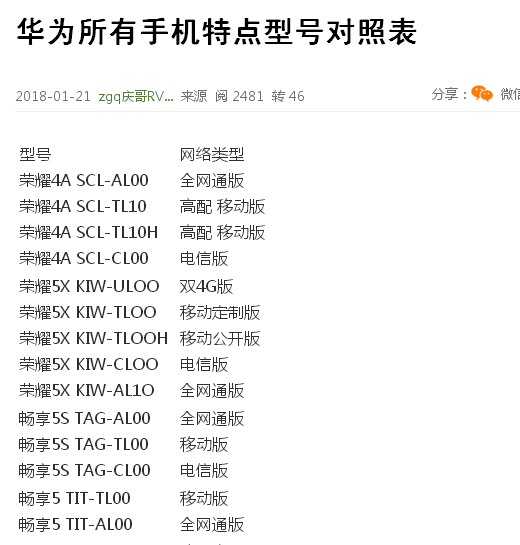 华为所有手机特点型号对照表
2018-01-21 zgq庆哥RV... 来源 阅 2481 转 46 分享： 微信
型号 网络类型
荣耀4A SCL-AL00 全网通版
荣耀4A SCL-TL10 高配 移动版
荣耀4A SCL-TL10H 高配 移动版
荣耀4A SCL-CL00 电信版
荣耀5X KIW-ULOO 双4G版
荣耀5X KIW-TLOO 移动定制版
荣耀5X KIW-TLOOH 移动公开版
荣耀5X KIW-CLOO 电信版
荣耀5X KIW-AL1O 全网通版
畅享5S TAG-AL00 全网通版
畅享5S TAG-TL00 移动版
畅享5S TAG-CL00 电信版
畅享5 TIT-TL00 移动版
畅享5 TIT-AL00 全网通版